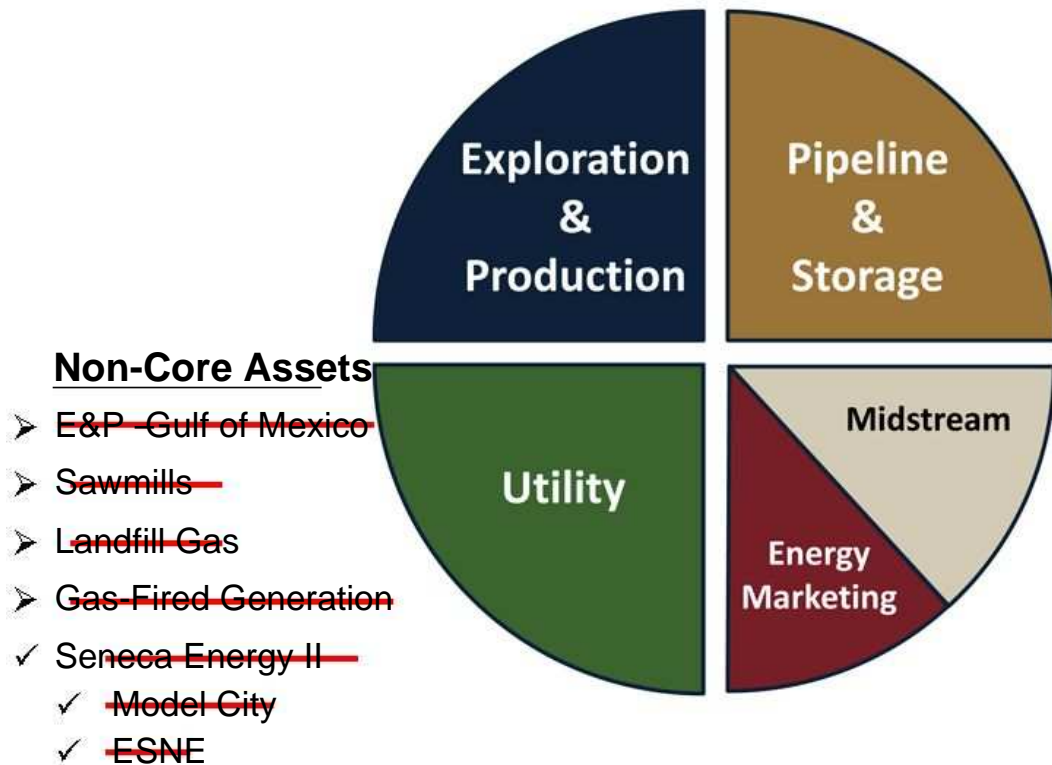 Exploration
&
Production
Pipeline
&
Storage
Non-Core Assets
E&P –Gulf of Mexico
Sawmills
Landfill Gas
Gas-Fired Generation
Seneca Energy II
Model City
ESNE
Utility
Midstream
Energy
Marketing